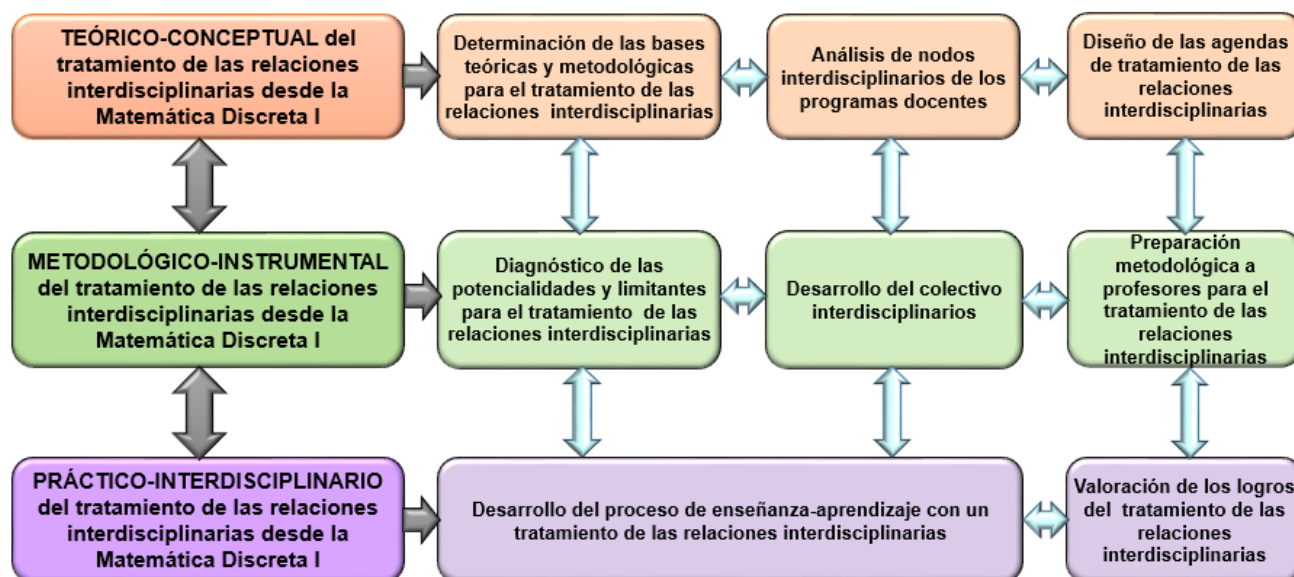 TEÓRICO-CONCEPTUAL del
tratamiento de las relaciones
interdisciplinarias desde la
Matemática Discreta I
Determinación de las bases
teóricas y metodológicas
para el tratamiento de las
relaciones interdisciplinarias
Análisis de nodos
interdisciplinarios de los
programas docentes
Diseño de las agendas
de tratamiento de las
relaciones
interdisciplinarias
METODOLÓGICO-INSTRUMENTAL
del tratamiento de las relaciones
interdisciplinarias desde la
Matemática Discreta I
Diagnóstico de las
potencialidades y limitantes
para el tratamiento de las
relaciones interdisciplinarias
Desarrollo del colectivo
interdisciplinarios
Preparación
metodológica a
profesores para el
tratamiento de las
relaciones
interdisciplinarias
PRÁCTICO-INTERDISCIPLINARIO
del tratamiento de las relaciones
interdisciplinarias desde la
Matemática Discreta I
Desarrollo del proceso de enseñanza-aprendizaje con un
tratamiento de las relaciones interdisciplinarias
Valoración de los logros
del tratamiento de las
relaciones
interdisciplinarias